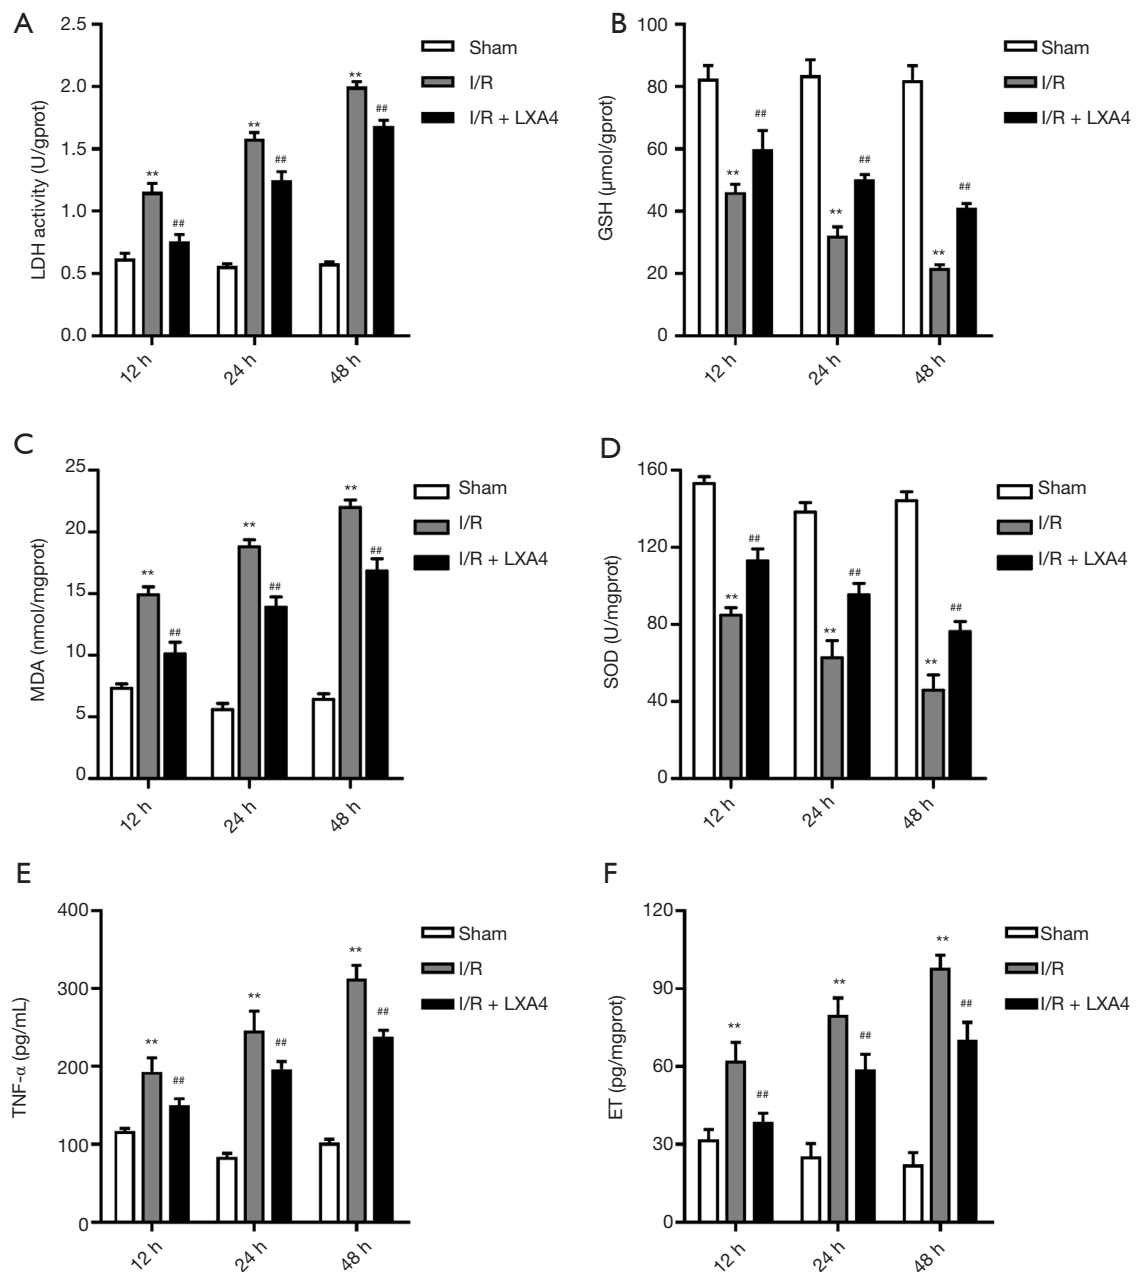 A
LDH activity (U/gprot)
2.5
2.0
1.5
1.0
0.5
0.0
**
##
**
##
**
##
12 h
24 h
48 h
Sham
I/R
I/R + LXA4
B
GSH (μmol/gprot)
100
80
60
40
20
0
**
##
**
##
**
##
12 h
24 h
48 h
Sham
I/R
I/R + LXA4
C
MDA (nmol/mgprot)
25
20
15
10
5
0
**
##
**
##
**
##
12 h
24 h
48 h
Sham
I/R
I/R + LXA4
D
SOD (U/mgprot)
160
120
80
40
0
**
##
**
##
**
##
12 h
24 h
48 h
Sham
I/R
I/R + LXA4
E
TNF-α (pg/mL)
400
300
200
100
0
**
##
**
##
**
##
12 h
24 h
48 h
Sham
I/R
I/R + LXA4
F
ET (pg/mgprot)
120
90
60
30
0
**
##
**
##
**
##
12 h
24 h
48 h
Sham
I/R
I/R + LXA4